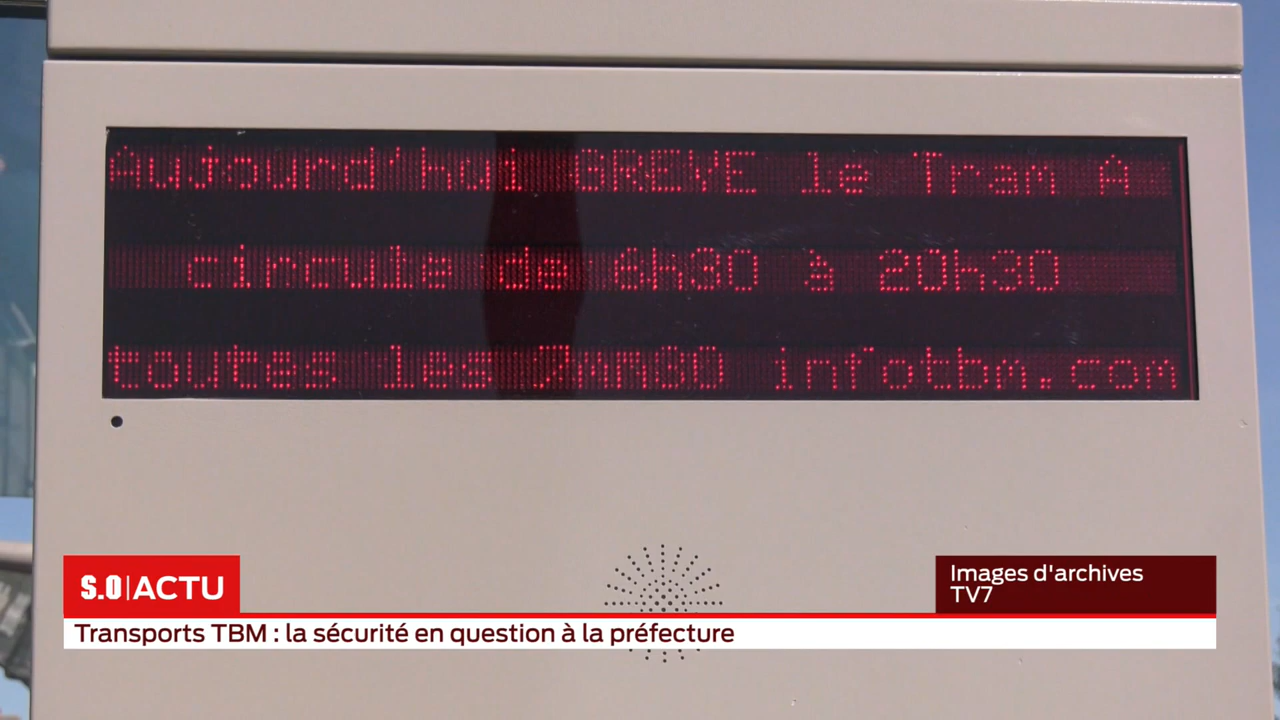 Aujourd'hui GREVE le Tram A
circule de 6h30 à 20h30
toutes les 7mn30 infotbm.com
S.O|ACTU
Images d'archives
TV7
Transports TBM : la sécurité en question à la préfecture